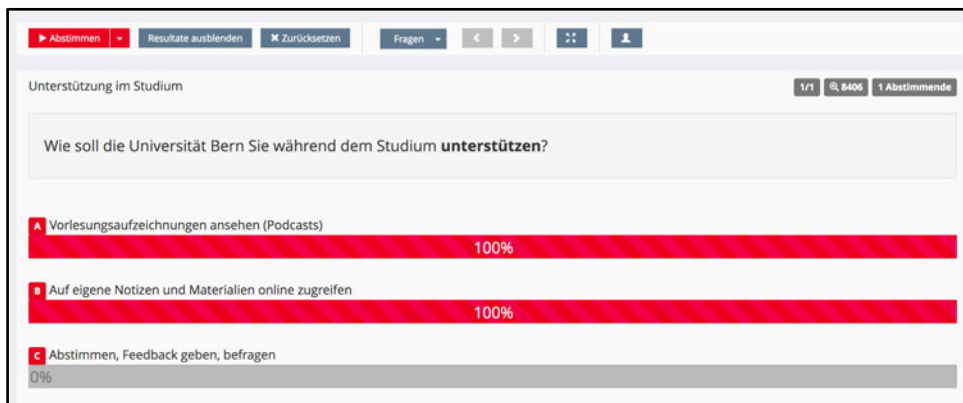 Abstimmen Resultate ausblenden Zurücksetzen Fragen
Unterstützung im Studium 1/1 8406 1 Abstimmende
Wie soll die Universität Bern Sie während dem Studium unterstützen?
A Vorlesungsaufzeichnungen ansehen (Podcasts)
100%
B Auf eigene Notizen und Materialien online zugreifen
100%
C Abstimmen, Feedback geben, befragen
0%